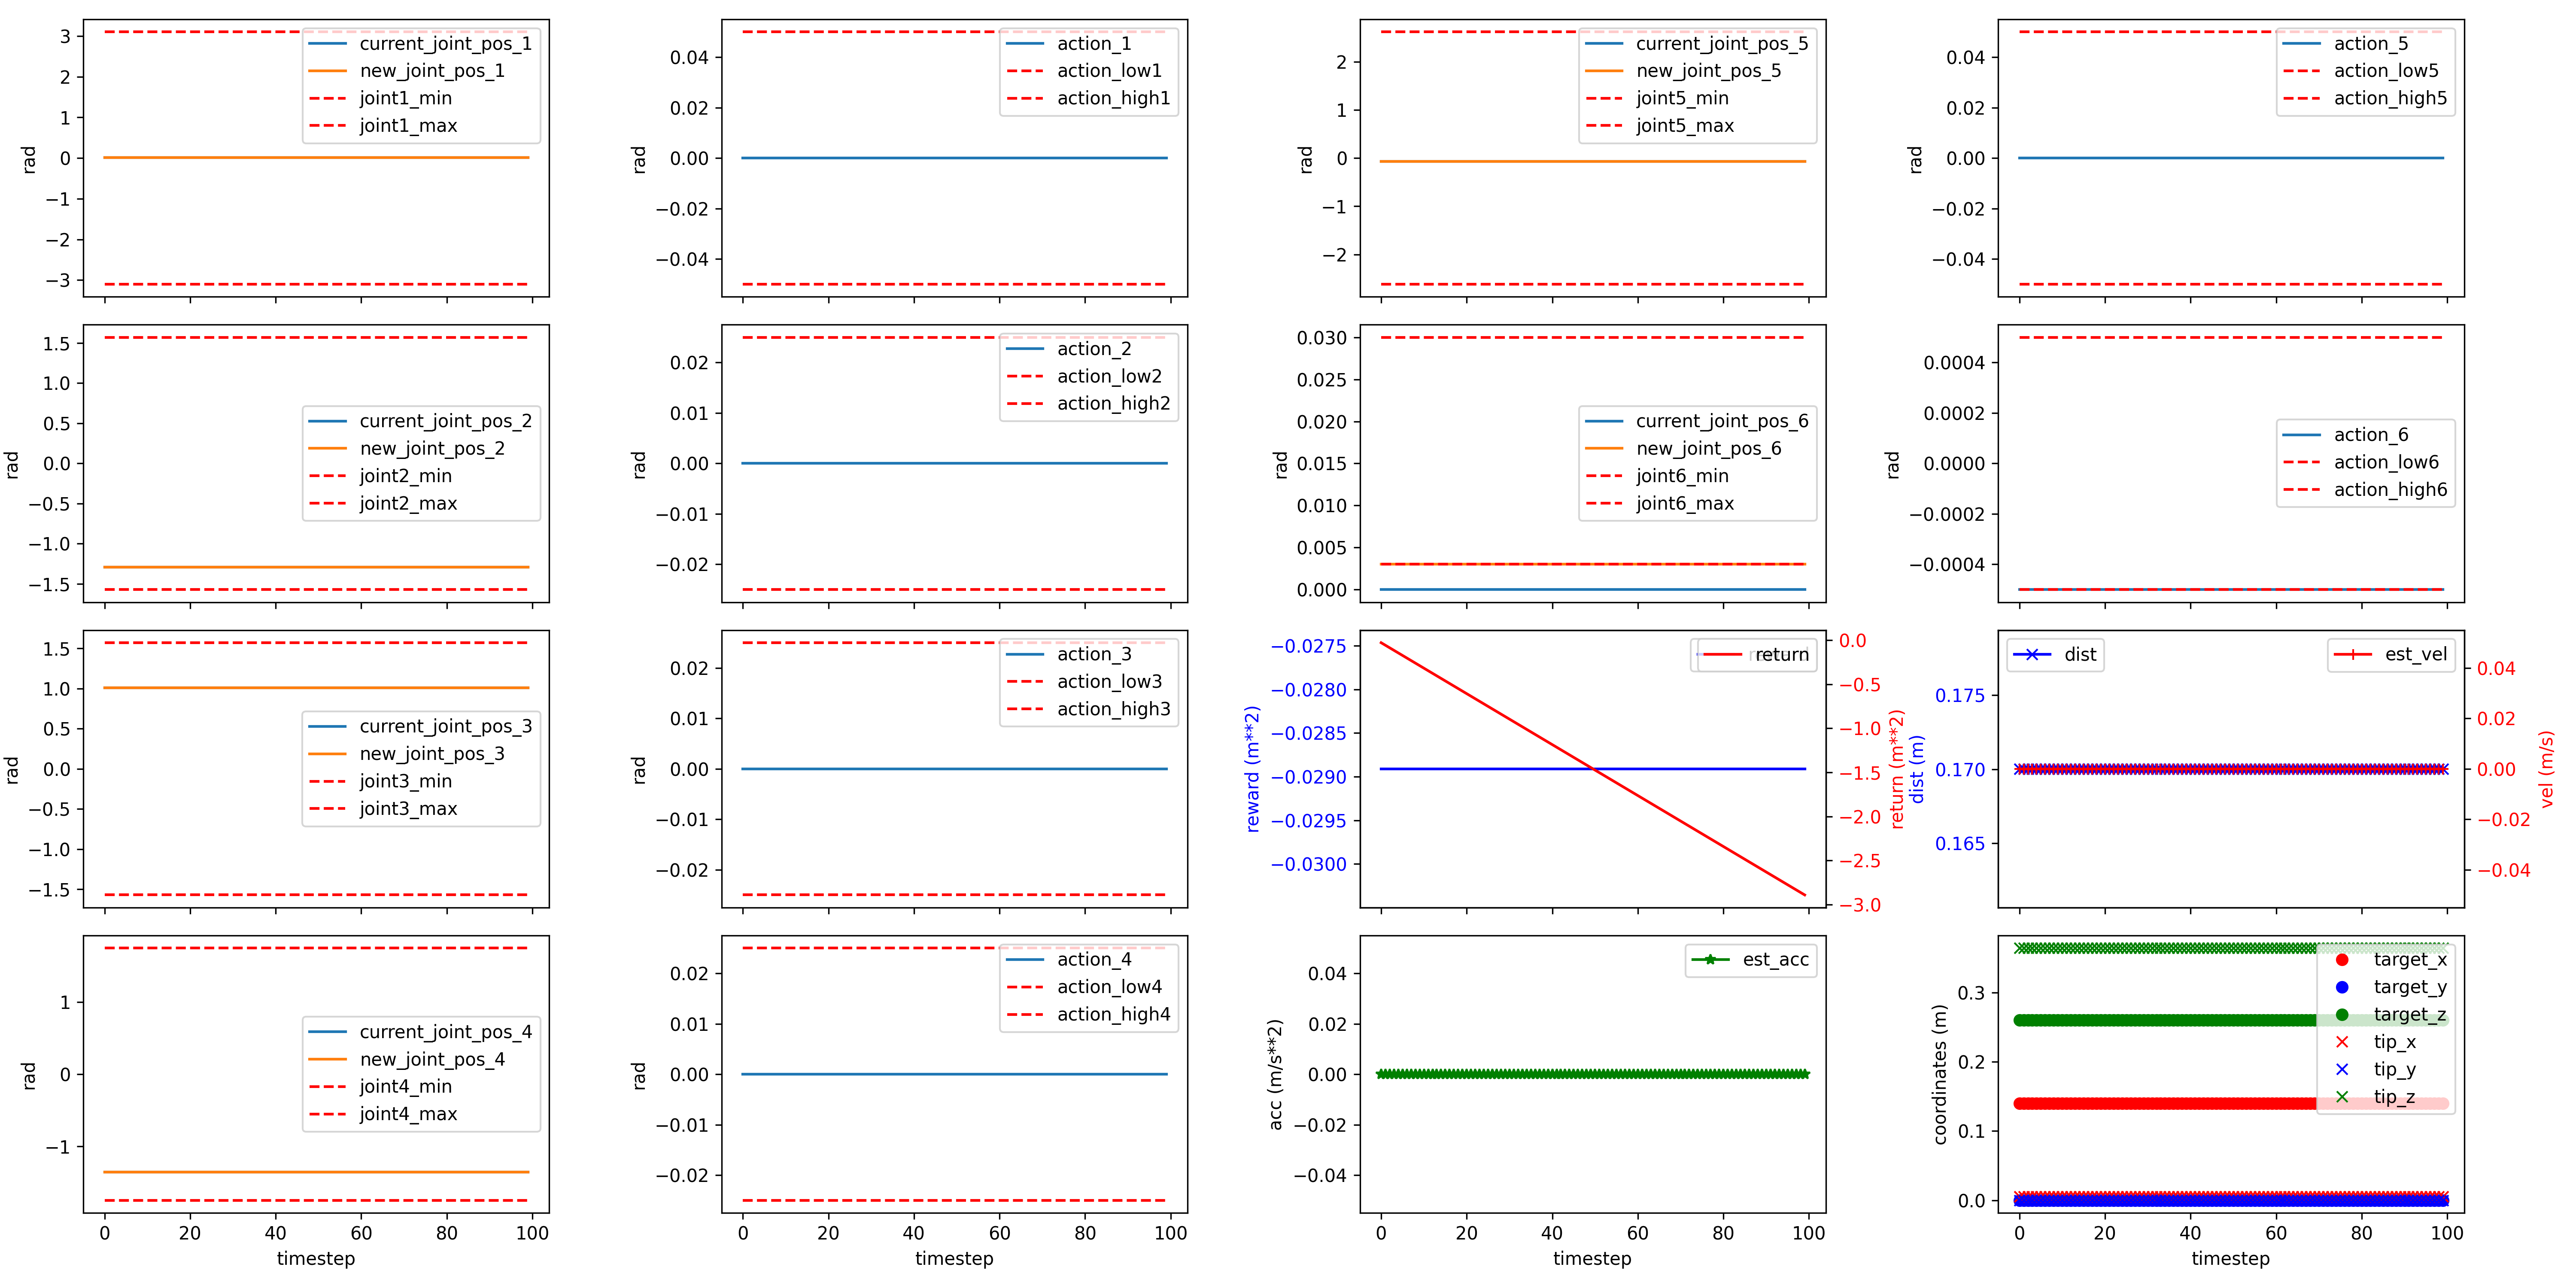 3
2
1
0
−1
−2
−3
rad
current_joint_pos_1
new_joint_pos_1
joint1_min
joint1_max
0.04
0.02
0.00
−0.02
−0.04
rad
action_1
action_low1
action_high1
2
1
0
−1
−2
rad
current_joint_pos_5
new_joint_pos_5
joint5_min
joint5_max
0.04
0.02
0.00
−0.02
−0.04
rad
action_5
action_low5
action_high5
1.5
1.0
0.5
0.0
−0.5
−1.0
−1.5
rad
current_joint_pos_2
new_joint_pos_2
joint2_min
joint2_max
0.02
0.01
0.00
−0.01
−0.02
rad
action_2
action_low2
action_high2
0.030
0.025
0.020
0.015
0.010
0.005
0.000
rad
current_joint_pos_6
new_joint_pos_6
joint6_min
joint6_max
0.0004
0.0002
0.0000
−0.0002
−0.0004
rad
action_6
action_low6
action_high6
1.5
1.0
0.5
0.0
−0.5
−1.0
−1.5
rad
current_joint_pos_3
new_joint_pos_3
joint3_min
joint3_max
0.02
0.01
0.00
−0.01
−0.02
rad
action_3
action_low3
action_high3
−0.0275
−0.0280
−0.0285
−0.0290
−0.0295
−0.0300
reward (m**2)
return
0.0
−0.5
−1.0
−1.5
−2.0
−2.5
−3.0
return (m**2)
0.175
0.170
0.165
dist (m)
dist
est_vel
0.04
0.02
0.00
−0.02
−0.04
vel (m/s)
1
0
−1
rad
current_joint_pos_4
new_joint_pos_4
joint4_min
joint4_max
0 20 40 60 80 100
timestep
0.02
0.01
0.00
−0.01
−0.02
rad
action_4
action_low4
action_high4
0 20 40 60 80 100
timestep
0.04
0.02
0.00
−0.02
−0.04
acc (m/s**2)
est_acc
0 20 40 60 80 100
timestep
0.3
0.2
0.1
0.0
coordinates (m)
target_x
target_y
target_z
tip_x
tip_y
tip_z
0 20 40 60 80 100
timestep